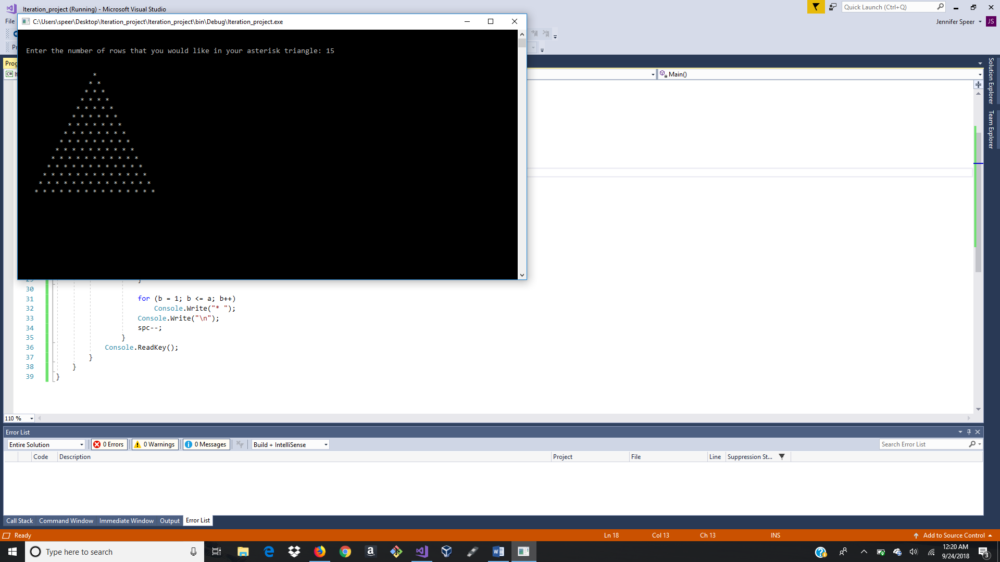 Iteration_project (Running) - Microsoft Visual Studio
Quick Launch (Ctrl+Q)
File
Jennifer Speer
JS
C:\Users\speer\Desktop\Iteration_project\Iteration_project\bin\Debug\Iteration_project.exe
Enter the number of rows that you would like in your asterisk triangle: 15
*
* *
* * *
* * * *
* * * * *
* * * * * *
* * * * * * *
* * * * * * * *
* * * * * * * * *
* * * * * * * * * *
* * * * * * * * * * *
* * * * * * * * * * * *
* * * * * * * * * * * * *
* * * * * * * * * * * * * *
* * * * * * * * * * * * * * *
C#
Main()
Solution Explorer
Team Explorer
29 }
30
31 for (b = 1; b <= a; b++)
32 Console.Write("* ");
33 Console.Write("\n");
34 spc--;
35 }
36 Console.ReadKey();
37 }
38 }
39 }
110 %
Error List
Entire Solution
0 Errors
0 Warnings
0 Messages
Build + IntelliSense
Search Error List
Code Description Project File Line Suppression St...
Call Stack Command Window Immediate Window Output Error List
Ready Ln 18 Col 13 Ch 13 INS Add to Source Control
Type here to search
12:20 AM
9/24/2018
3